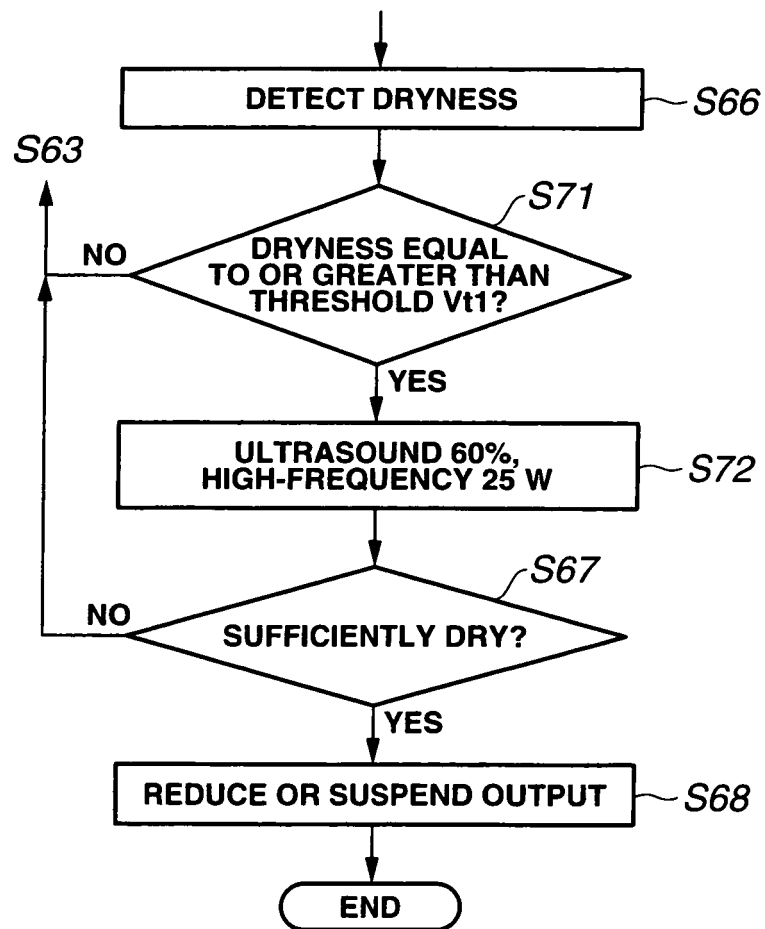 DETECT DRYNESS
S66
S63
S71
NO
DRYNESS EQUAL
TO OR GREATER THAN
THRESHOLD Vt1?
YES
ULTRASOUND 60%,
HIGH-FREQUENCY 25 W
S72
S67
NO
SUFFICIENTLY DRY?
YES
REDUCE OR SUSPEND OUTPUT
S68
END